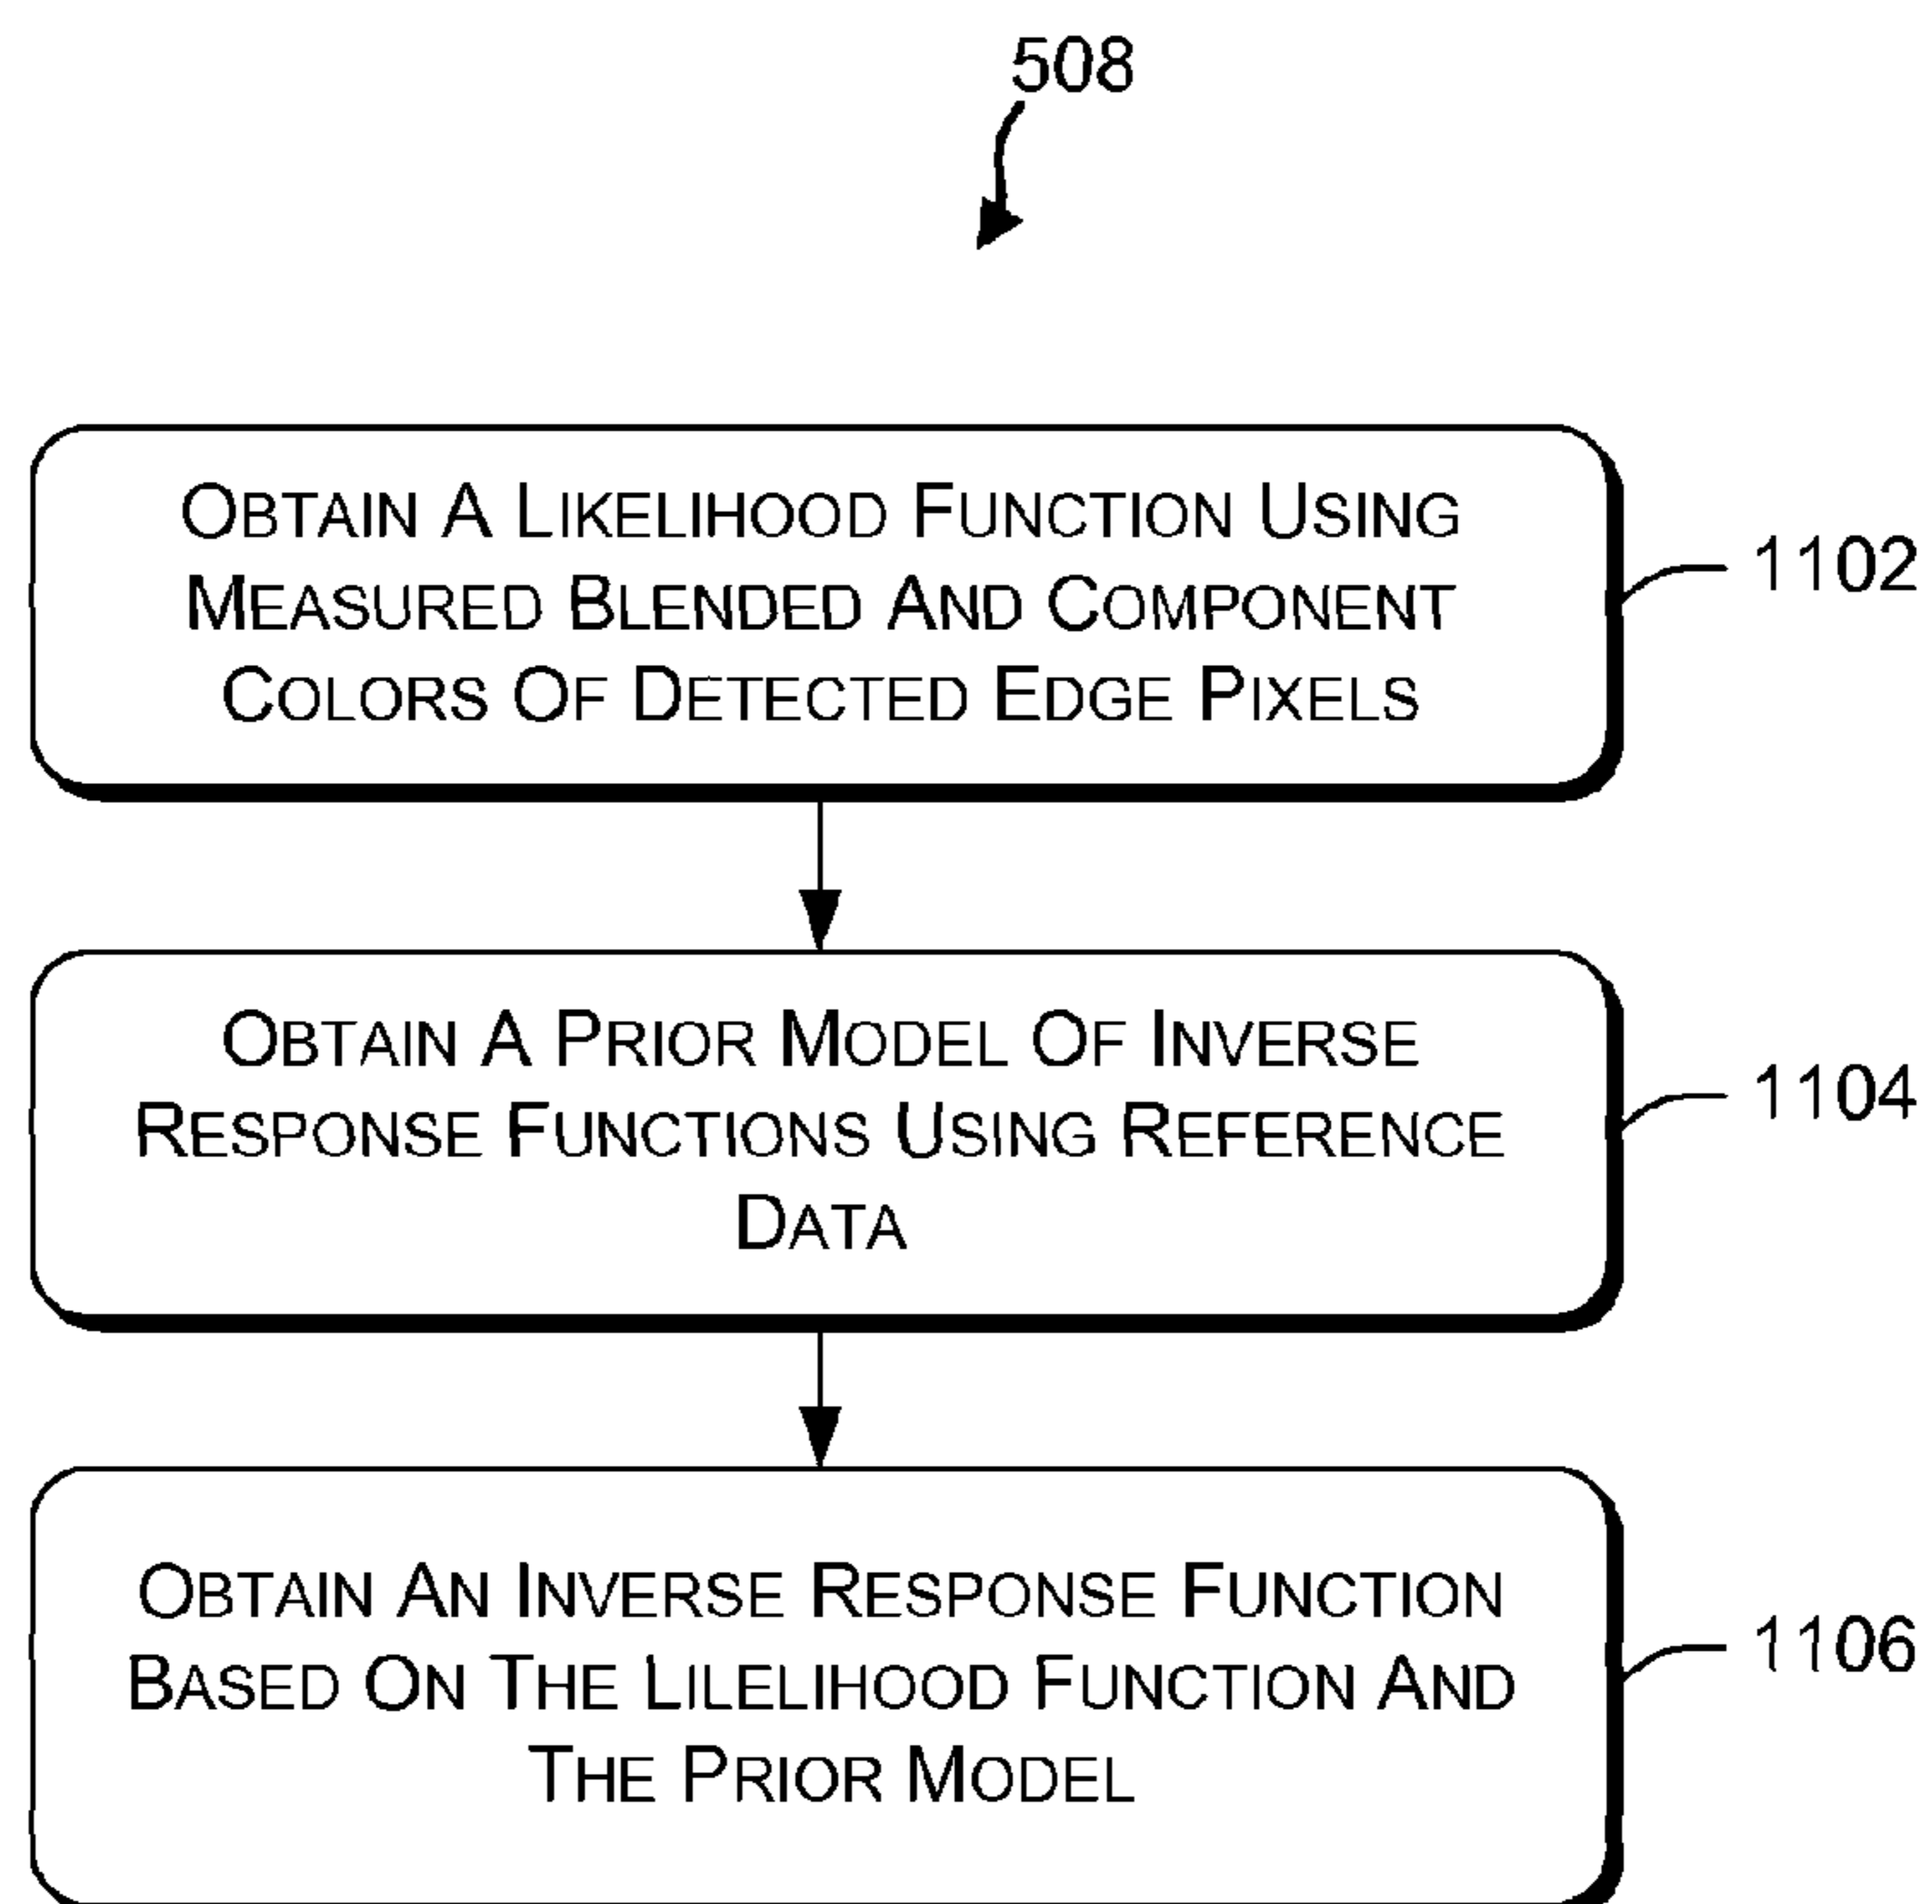 508
OBTAIN A LIKELIHOOD FUNCTION USING
MEASURED BLENDED AND COMPONENT
COLORS OF DETECTED EDGE PIXELS
1102
OBTAIN A PRIOR MODEL OF INVERSE
RESPONSE FUNCTIONS USING REFERENCE
DATA
1104
OBTAIN AN INVERSE RESPONSE FUNCTION
BASED ON THE LILELIHOOD FUNCTION AND
THE PRIOR MODEL
1106